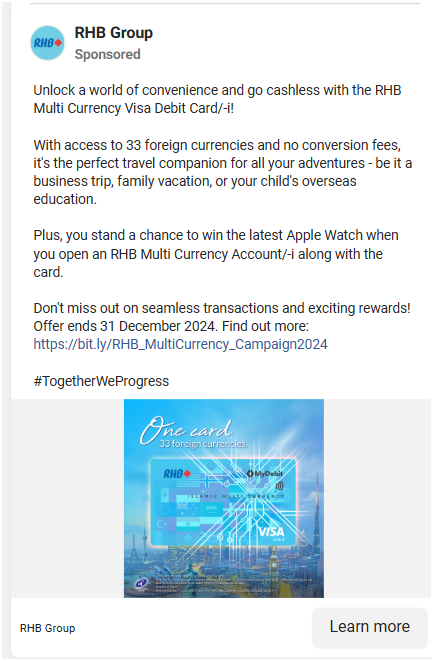 RHB Group
Sponsored
Unlock a world of convenience and go cashless with the RHB
Multi Currency Visa Debit Card/-i!
With access to 33 foreign currencies and no conversion fees,
it's the perfect travel companion for all your adventures - be it a
business trip, family vacation, or your child's overseas
education.
Plus, you stand a chance to win the latest Apple Watch when
you open an RHB Multi Currency Account/-i along with the
card.
Don't miss out on seamless transactions and exciting rewards!
Offer ends 31 December 2024. Find out more:
https://bit.ly/RHB_MultiCurrency_Campaign2024
#TogetherWeProgress
One card
33 foreign currencies.
RHB
MyDebit
ISLAMIC MULTI CURRENCY
VISA
RHB Group
Learn more